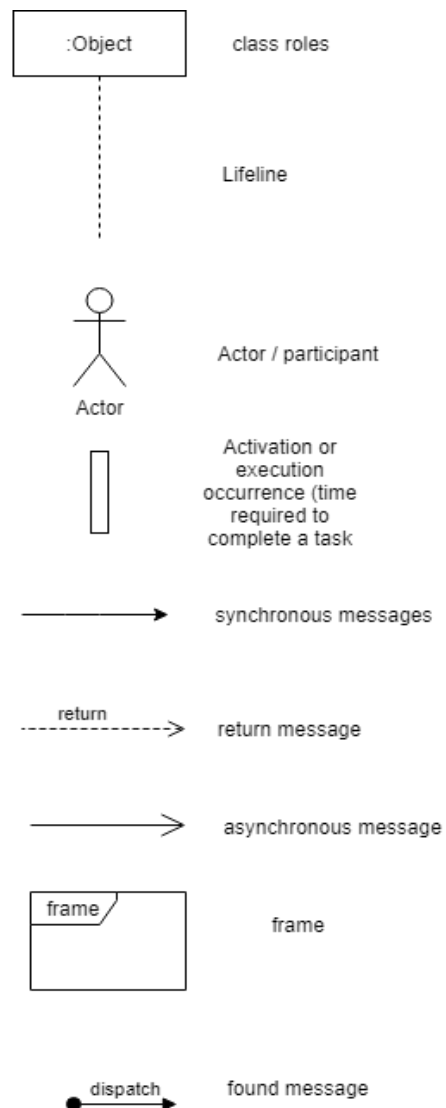 :Object
class roles
Lifeline
Actor / participant
Actor
Activation or
execution
occurrence (time
required to
complete a task
synchronous messages
return
return message
asynchronous message
frame
frame
dispatch
found message